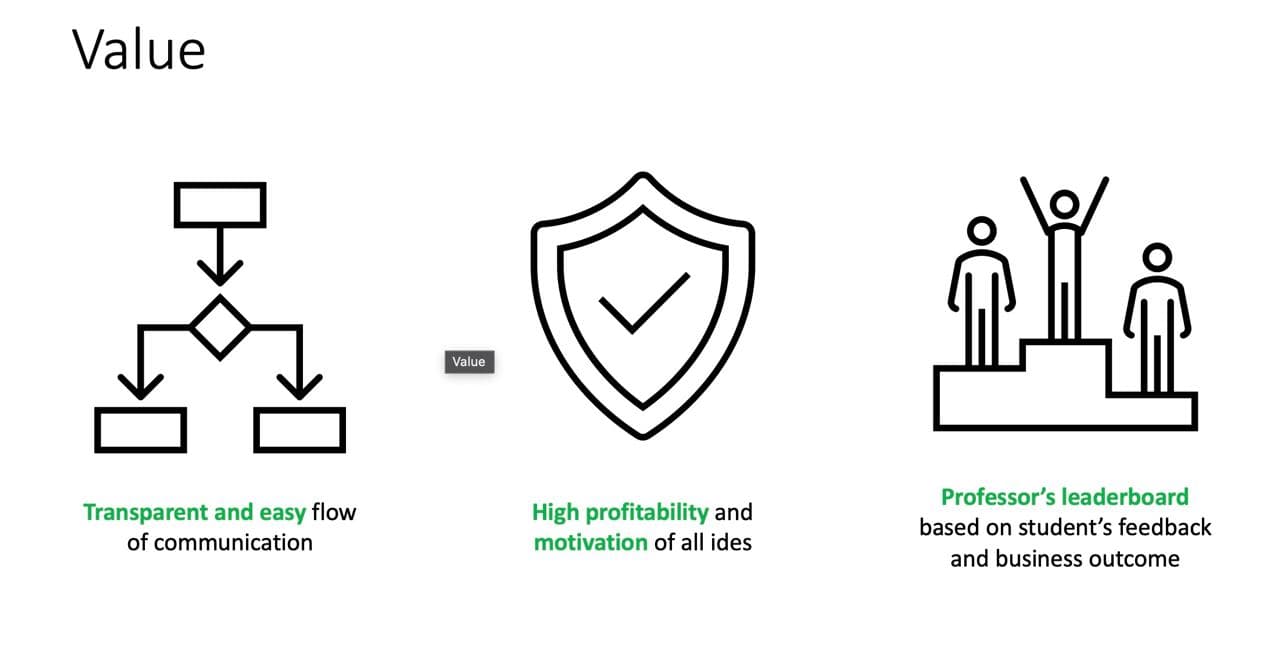 Value
Value
Transparent and easy flow
of communication
High profitability and
motivation of all ides
Professor’s leaderboard
based on student’s feedback
and business outcome